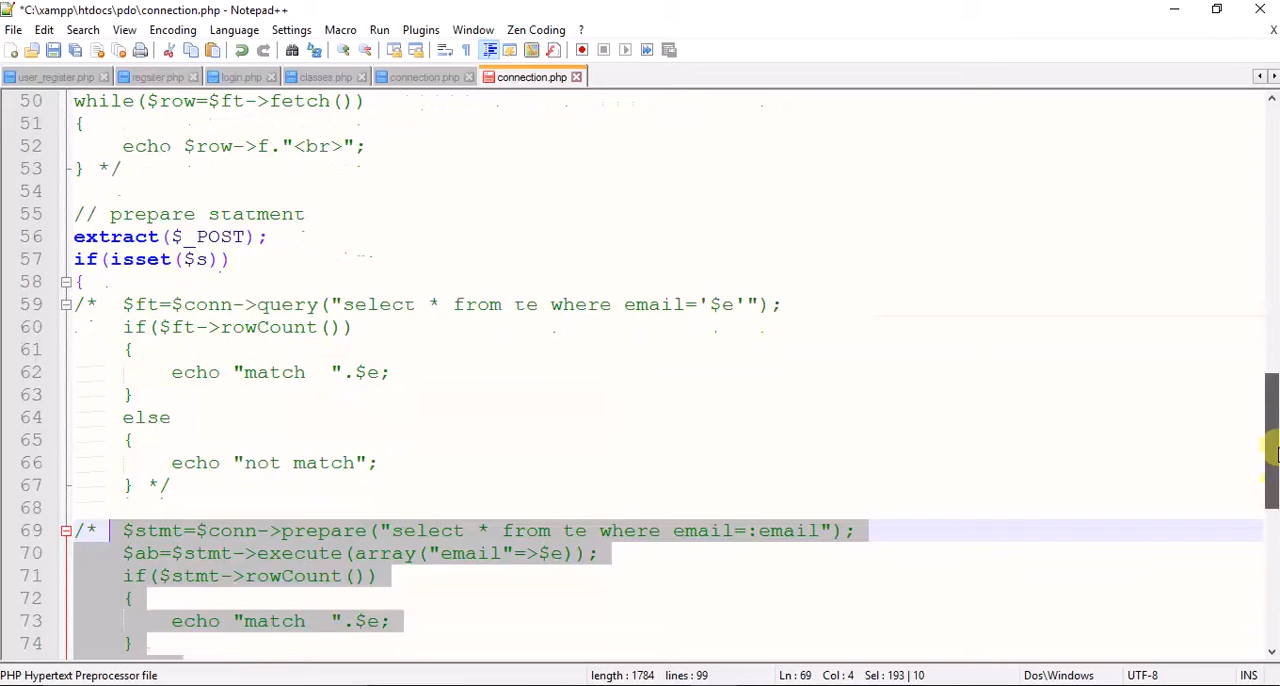 *C:\xampp\htdocs\pdo\connection.php - Notepad++
File Edit Search View Encoding Language Settings Macro Run Plugins Window Zen Coding ? X
user_register.php regsiter.php login.php classes.php connection.php connection.php
50 while($row=$ft->fetch())
51 {
52 echo $row->f."<br>";
53 } */
54
55 // prepare statment
56 extract($_POST);
57 if(isset($s))
58 {
59 /* $ft=$conn->query("select * from te where email='$e'");
60 if($ft->rowCount())
61 {
62 echo "match  ".$e;
63 }
64 else
65 {
66 echo "not match";
67 } */
68
69 /* $stmt=$conn->prepare("select * from te where email=:email");
70 $ab=$stmt->execute(array("email"=>$e));
71 if($stmt->rowCount())
72 {
73 echo "match  ".$e;
74 }
PHP Hypertext Preprocessor file length : 1784 lines : 99 Ln : 69 Col : 4 Sel : 193 | 10 Dos\Windows UTF-8 INS